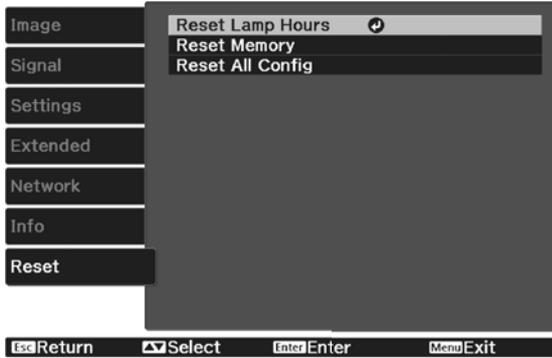 Image
Signal
Settings
Extended
Network
Info
Reset
Reset Lamp Hours
Reset Memory
Reset All Config
Esc Return Select Enter Enter Menu Exit